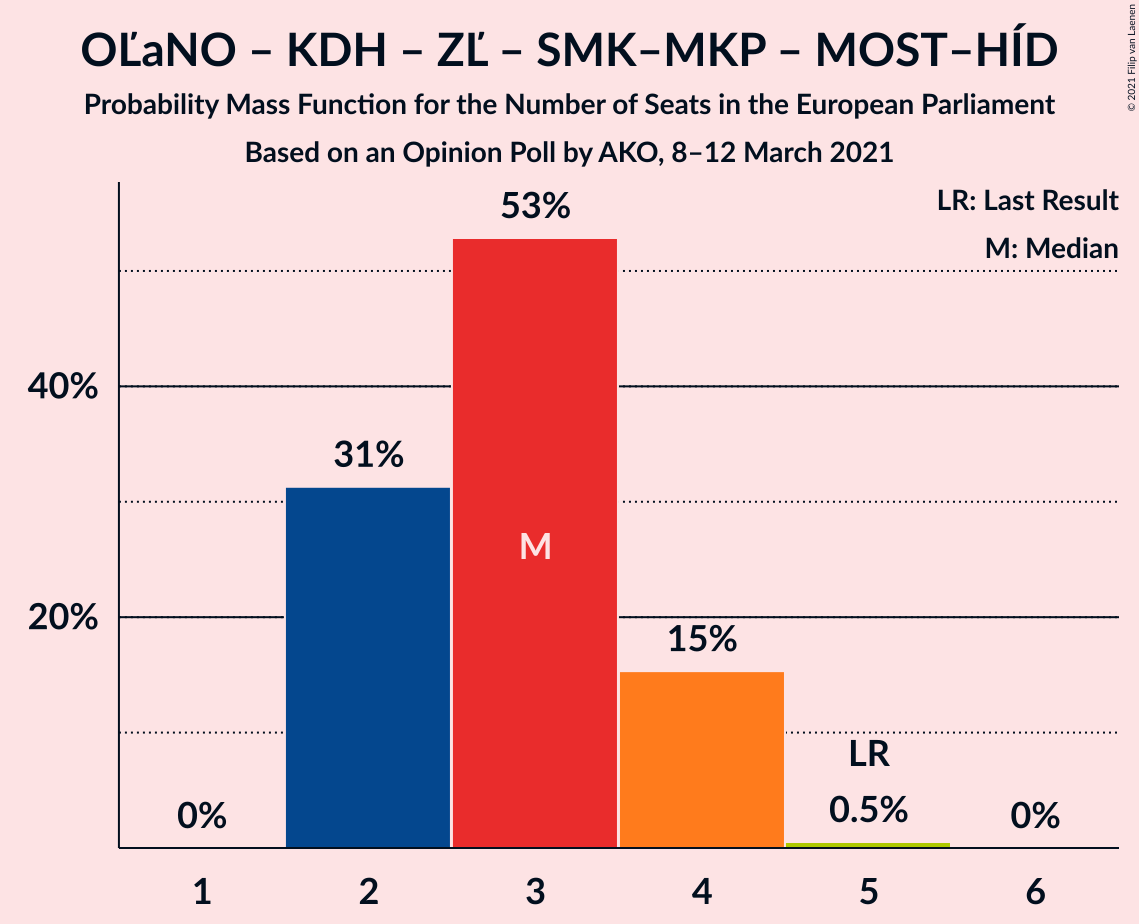 OĽaNO – KDH – ZĽ – SMK–MKP – MOST–HÍD
Probability Mass Function for the Number of Seats in the European Parliament
Based on an Opinion Poll by AKO, 8–12 March 2021
© 2021 Filip van Laenen
LR: Last Result
M: Median
53%
40%
31%
M
20%
15%
LR
0%
0.5%
0%
1 2 3 4 5 6